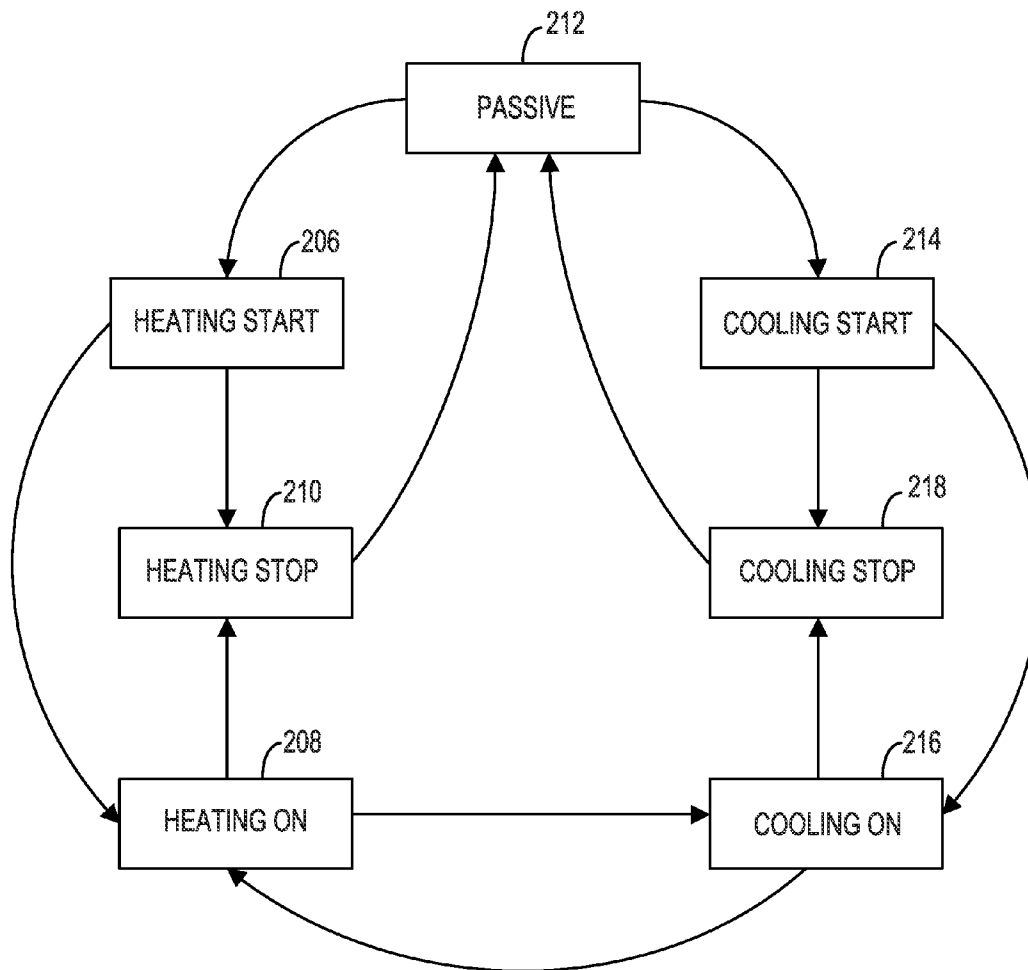 212
PASSIVE
206
HEATING START
214
COOLING START
210
HEATING STOP
218
COOLING STOP
208
HEATING ON
216
COOLING ON